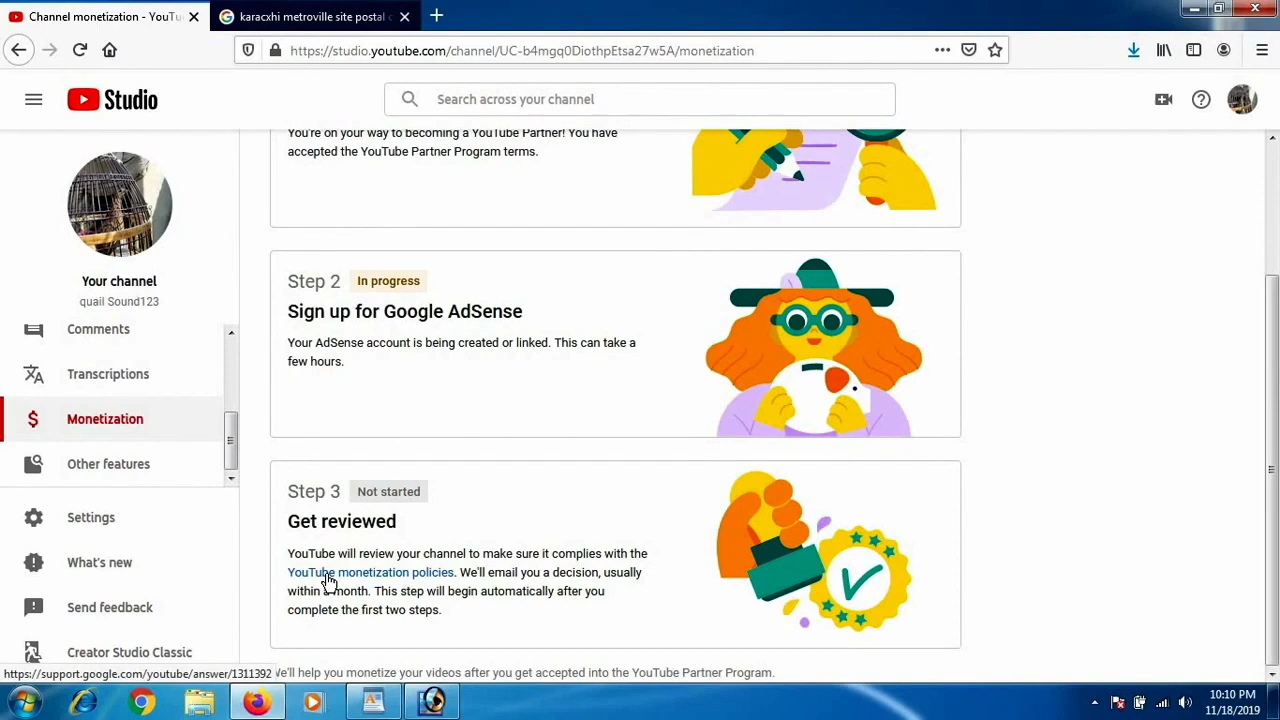 Channel monetization - YouTu
karacxhi metroville site postal c
https://studio.youtube.com/channel/UC-b4mgq0DiothpEtsa27w5A/monetization
Studio
Search across your channel
Your channel
quail Sound123
Comments
Transcriptions
Monetization
Other features
Settings
What's new
Send feedback
Creator Studio Classic
You're on your way to becoming a YouTube Partner! You have
accepted the YouTube Partner Program terms.
Step 2 In progress
Sign up for Google AdSense
Your AdSense account is being created or linked. This can take a
few hours.
Step 3 Not started
Get reviewed
YouTube will review your channel to make sure it complies with the
YouTube monetization policies. We'll email you a decision, usually
within a month. This step will begin automatically after you
complete the first two steps.
We'll help you monetize your videos after you get accepted into the YouTube Partner Program.
https://support.google.com/youtube/answer/1311392
10:10 PM
11/18/2019